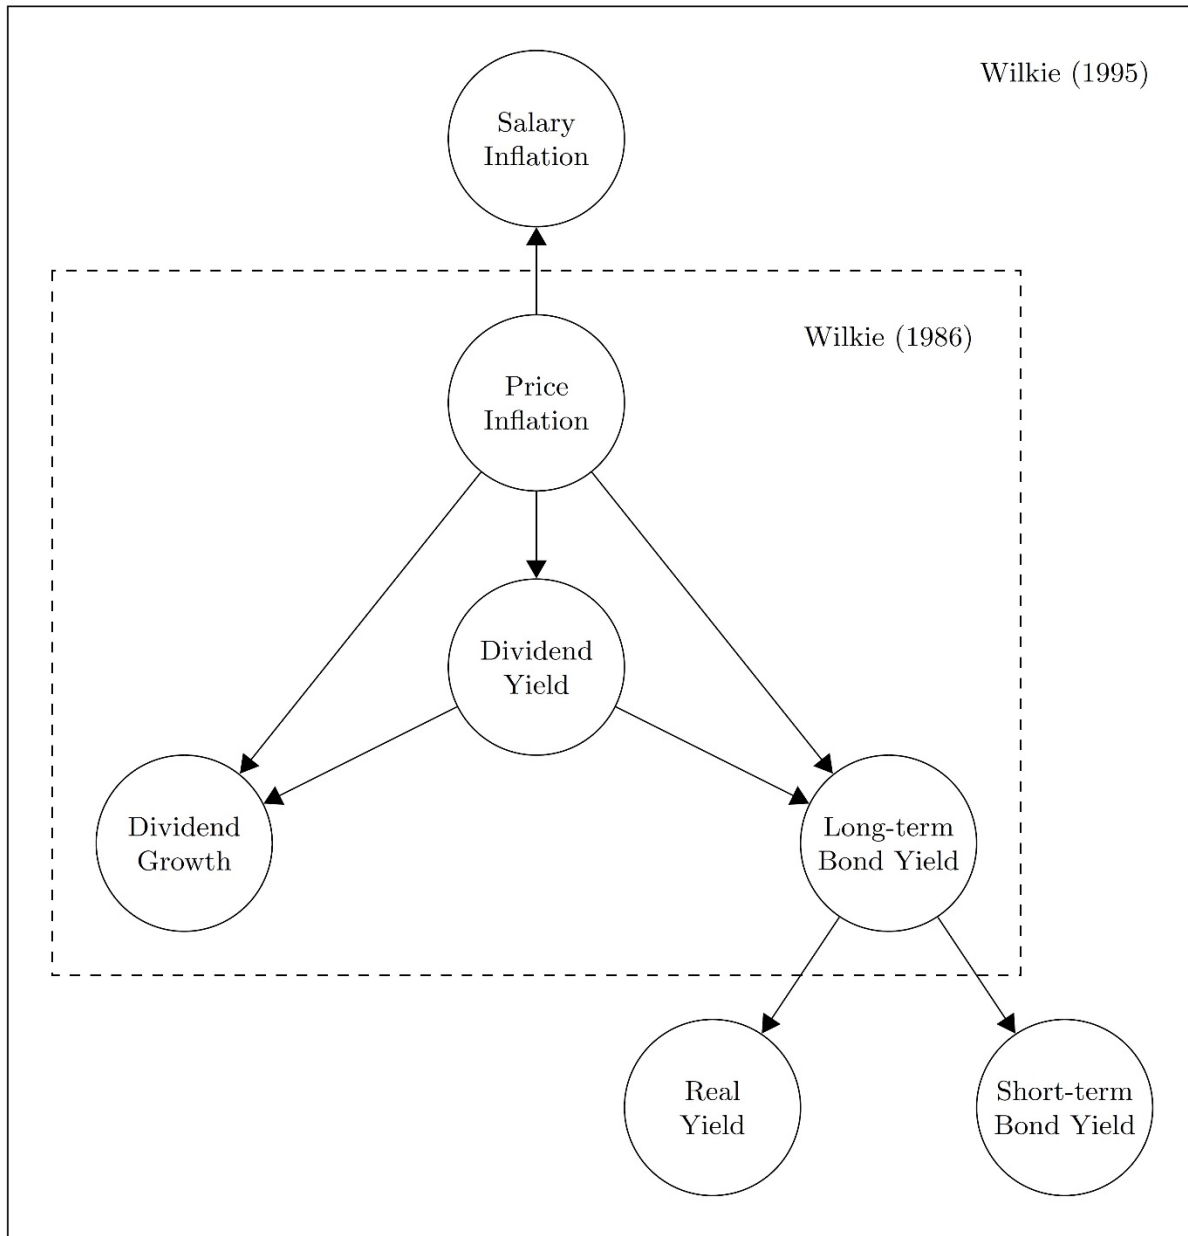 Wilkie (1995)
Salary
Inflation
Wilkie (1986)
Price
Inflation
Dividend
Yield
Dividend
Growth
Long-term
Bond Yield
Real
Yield
Short-term
Bond Yield